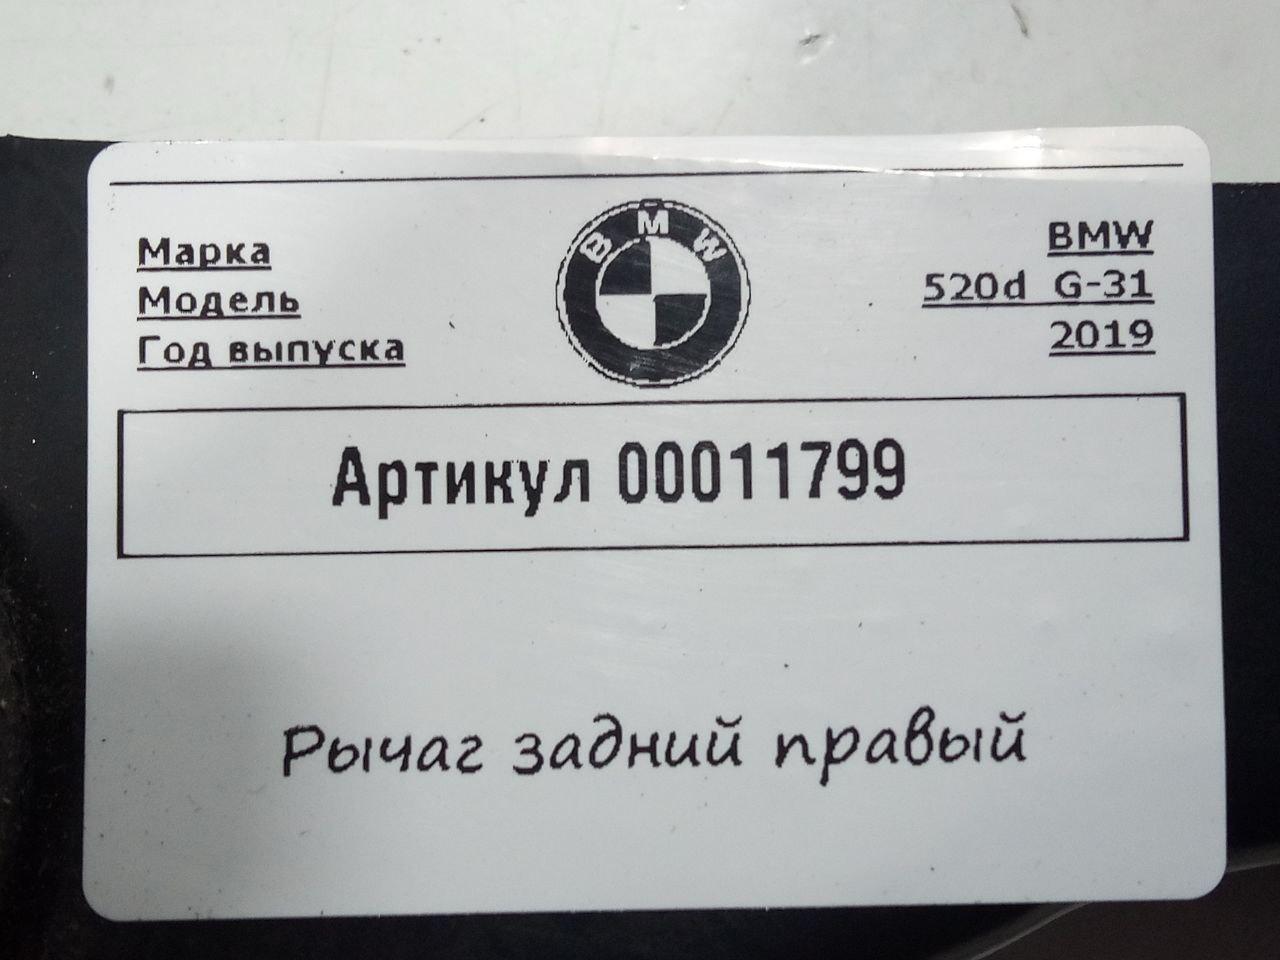 Марка BMW
Модель 520d G-31
Год выпуска 2019
BMW
Артикул 00011799
Рычаг задний правый